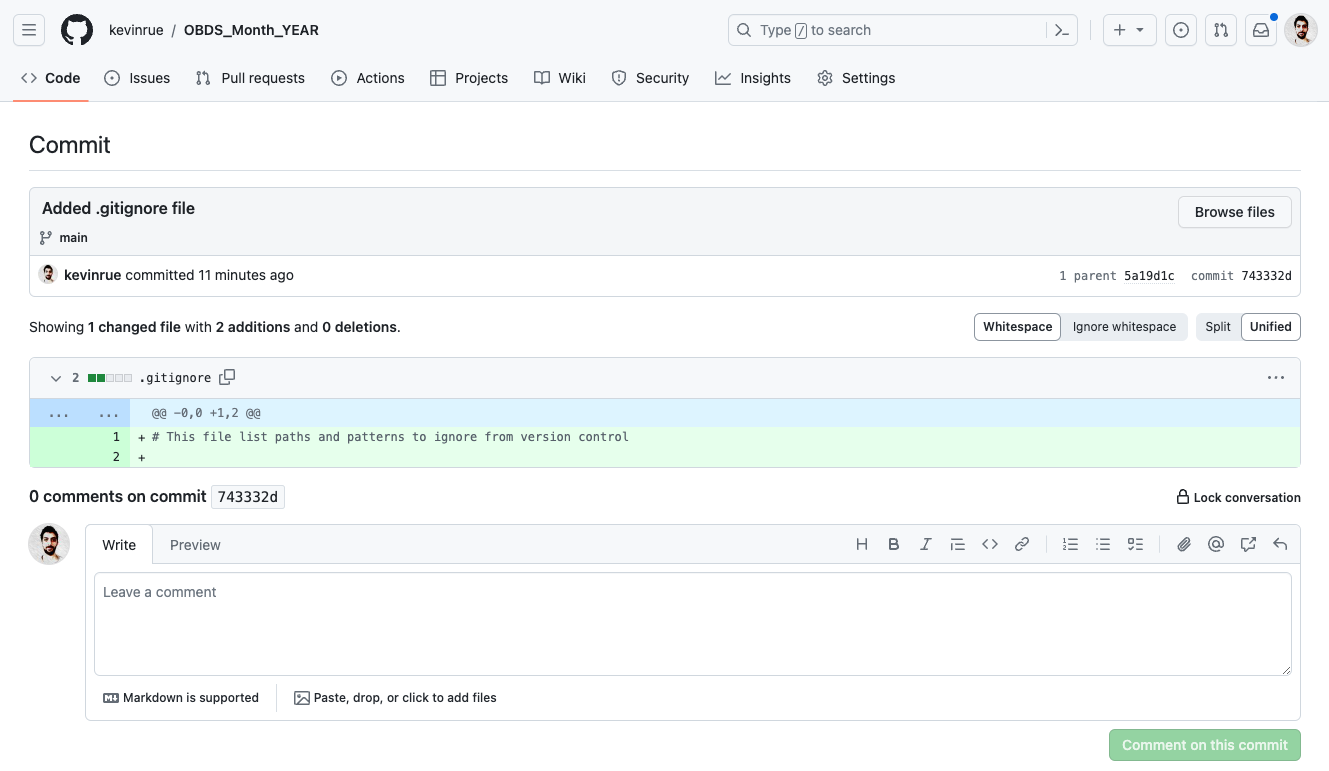 kevinrue / OBDS_Month_YEAR
Type / to search
Code Issues Pull requests Actions Projects Wiki Security Insights Settings
Commit
Added .gitignore file
Browse files
main
kevinrue committed 11 minutes ago
1 parent 5a19d1c commit 743332d
Showing 1 changed file with 2 additions and 0 deletions.
Whitespace Ignore whitespace Split Unified
2 .gitignore
... ... @@ -0,0 +1,2 @@
1 + # This file list paths and patterns to ignore from version control
2 +
0 comments on commit 743332d
Lock conversation
Write Preview
Leave a comment
Markdown is supported
Paste, drop, or click to add files
Comment on this commit